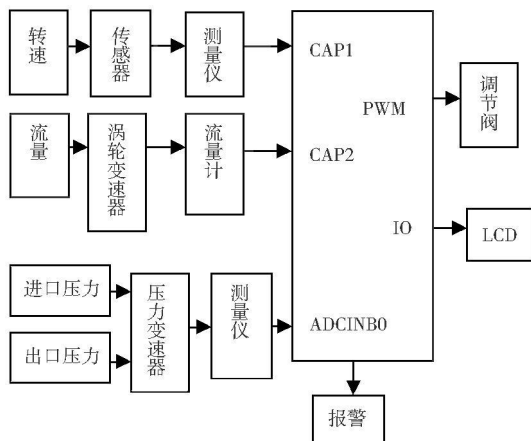 转速
传感器
测量仪
CAP1
PWM
调节阀
流量
涡轮变速器
流量计
CAP2
IO
LCD
进口压力
出口压力
压力变速器
测量仪
ADCINB0
报警